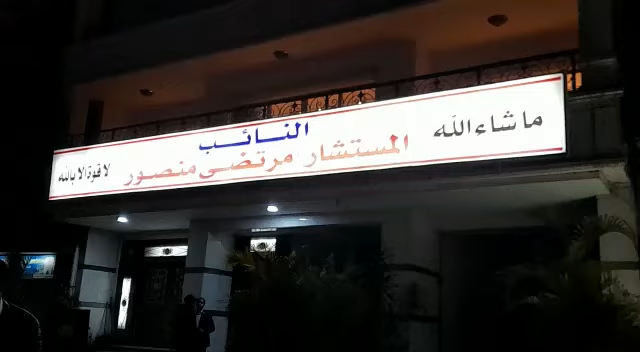 ما شاء الله
النائب
المستشار مرتضى منصور
لا قوة الا بالله